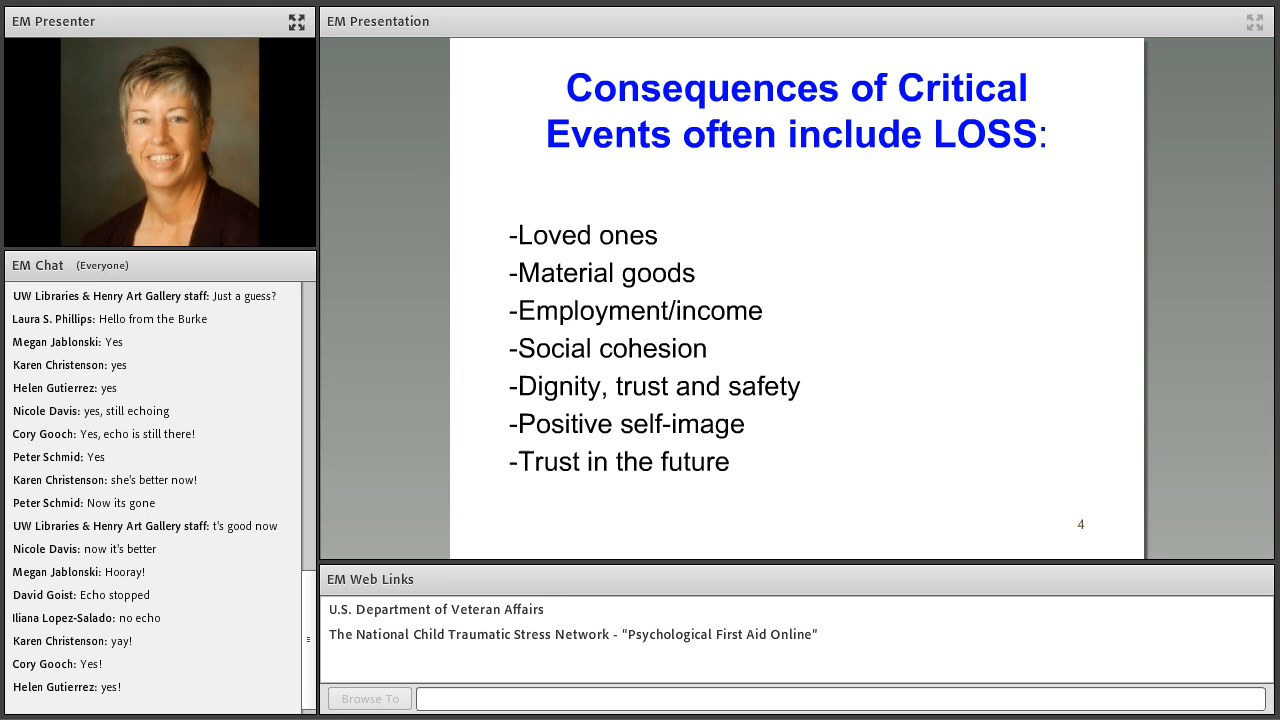 EM Presenter
EM Presentation
Consequences of Critical
Events often include LOSS:
-Loved ones
-Material goods
-Employment/income
-Social cohesion
-Dignity, trust and safety
-Positive self-image
-Trust in the future
4
EM Chat (Everyone)
UW Libraries & Henry Art Gallery staff: Just a guess?
Laura S. Phillips: Hello from the Burke
Megan Jablonski: Yes
Karen Christenson: yes
Helen Gutierrez: yes
Nicole Davis: yes, still echoing
Cory Gooch: Yes, echo is still there!
Peter Schmid: Yes
Karen Christenson: she's better now!
Peter Schmid: Now its gone
UW Libraries & Henry Art Gallery staff: t's good now
Nicole Davis: now it's better
Megan Jablonski: Hooray!
David Goist: Echo stopped
Iliana Lopez-Salado: no echo
Karen Christenson: yay!
Cory Gooch: Yes!
Helen Gutierrez: yes!
EM Web Links
U.S. Department of Veteran Affairs
The National Child Traumatic Stress Network - "Psychological First Aid Online"
Browse To